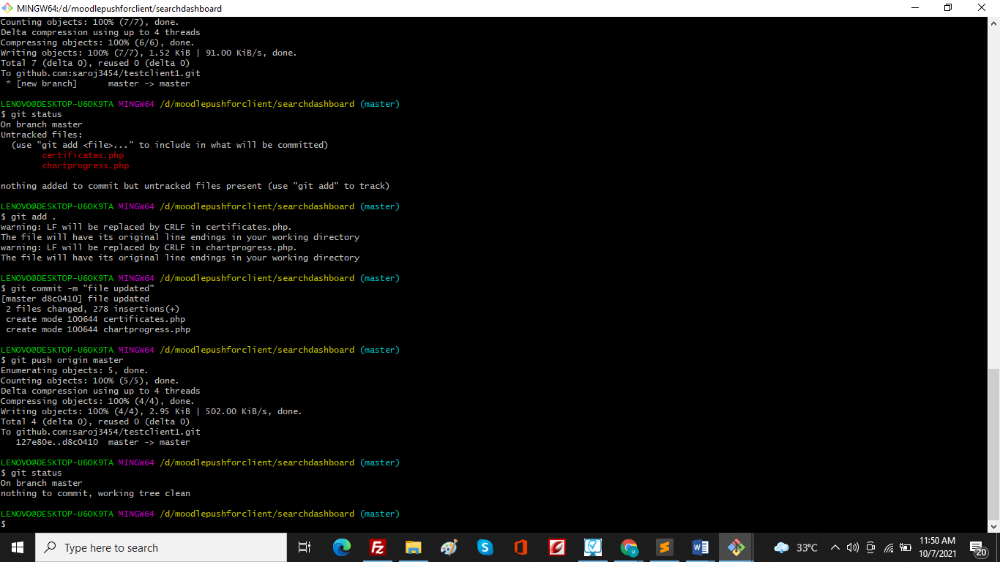 MINGW64:/d/moodlepushforclient/searchdashboard
Counting objects: 100% (7/7), done.
Delta compression using up to 4 threads
Compressing objects: 100% (6/6), done.
Writing objects: 100% (7/7), 1.52 KiB | 91.00 KiB/s, done.
Total 7 (delta 0), reused 0 (delta 0)
To github.com:saroj3454/testclient1.git
 * [new branch]      master -> master

LENOVO@DESKTOP-U6OK9TA MINGW64 /d/moodlepushforclient/searchdashboard (master)
$ git status
On branch master
Untracked files:
  (use "git add <file>..." to include in what will be committed)
        certificates.php
        chartprogress.php

nothing added to commit but untracked files present (use "git add" to track)

LENOVO@DESKTOP-U6OK9TA MINGW64 /d/moodlepushforclient/searchdashboard (master)
$ git add .
warning: LF will be replaced by CRLF in certificates.php.
The file will have its original line endings in your working directory
warning: LF will be replaced by CRLF in chartprogress.php.
The file will have its original line endings in your working directory

LENOVO@DESKTOP-U6OK9TA MINGW64 /d/moodlepushforclient/searchdashboard (master)
$ git commit -m "file updated"
[master d8c0410] file updated
 2 files changed, 278 insertions(+)
 create mode 100644 certificates.php
 create mode 100644 chartprogress.php

LENOVO@DESKTOP-U6OK9TA MINGW64 /d/moodlepushforclient/searchdashboard (master)
$ git push origin master
Enumerating objects: 5, done.
Counting objects: 100% (5/5), done.
Delta compression using up to 4 threads
Compressing objects: 100% (4/4), done.
Writing objects: 100% (4/4), 2.95 KiB | 502.00 KiB/s, done.
Total 4 (delta 0), reused 0 (delta 0)
To github.com:saroj3454/testclient1.git
   127e80e..d8c0410  master -> master

LENOVO@DESKTOP-U6OK9TA MINGW64 /d/moodlepushforclient/searchdashboard (master)
$ git status
On branch master
nothing to commit, working tree clean

LENOVO@DESKTOP-U6OK9TA MINGW64 /d/moodlepushforclient/searchdashboard (master)
$
Type here to search
33°C
11:50 AM
10/7/2021
20